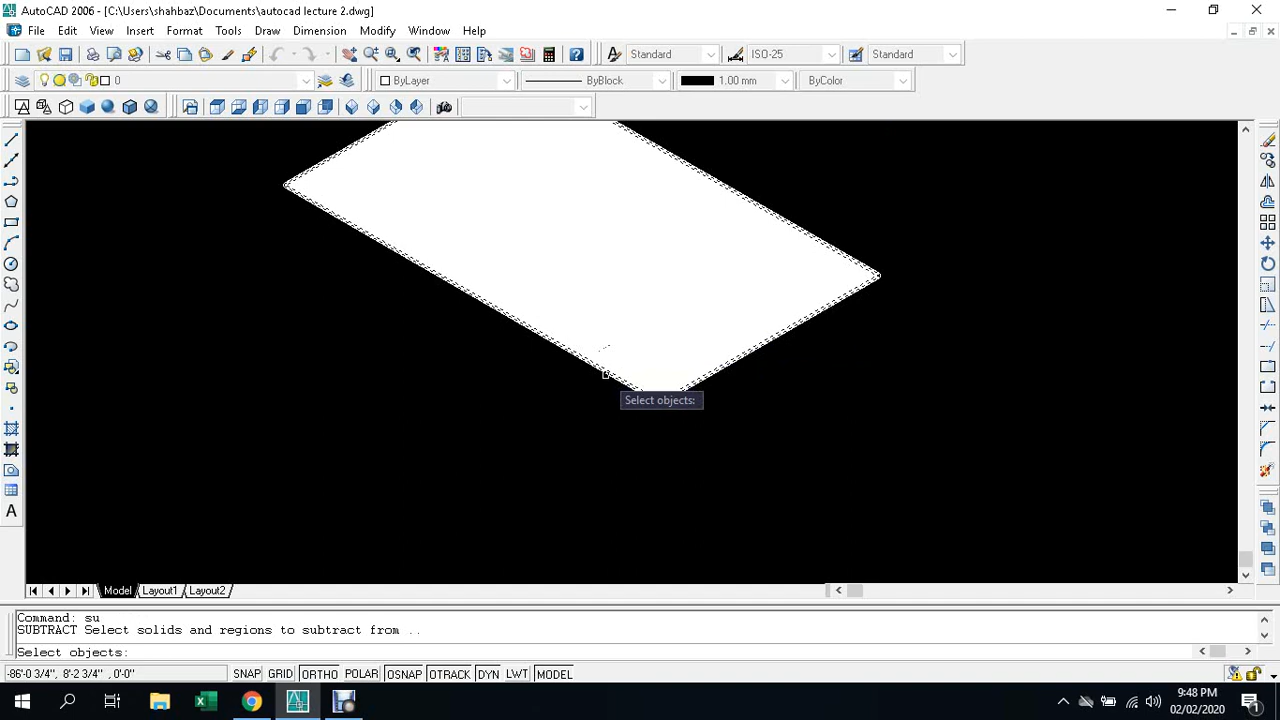 AutoCAD 2006 - [C:\Users\shahbaz\Documents\autocad lecture 2.dwg]
File Edit View Insert Format Tools Draw Dimension Modify Window Help
Standard ISO-25 Standard
0 ByLayer ByBlock 1.00 mm ByColor
Select objects:
A
Model Layout1 Layout2
Command: su
SUBTRACT Select solids and regions to subtract from ..
Select objects:
-86'-0 3/4", 8'-2 3/4" , 0'-0" SNAP GRID ORTHO POLAR OSNAP OTRACK DYN LWT MODEL
9:48 PM
02/02/2020